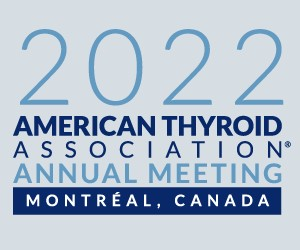 2022
AMERICAN THYROID
ASSOCIATION®
ANNUAL MEETING
MONTRÉAL, CANADA